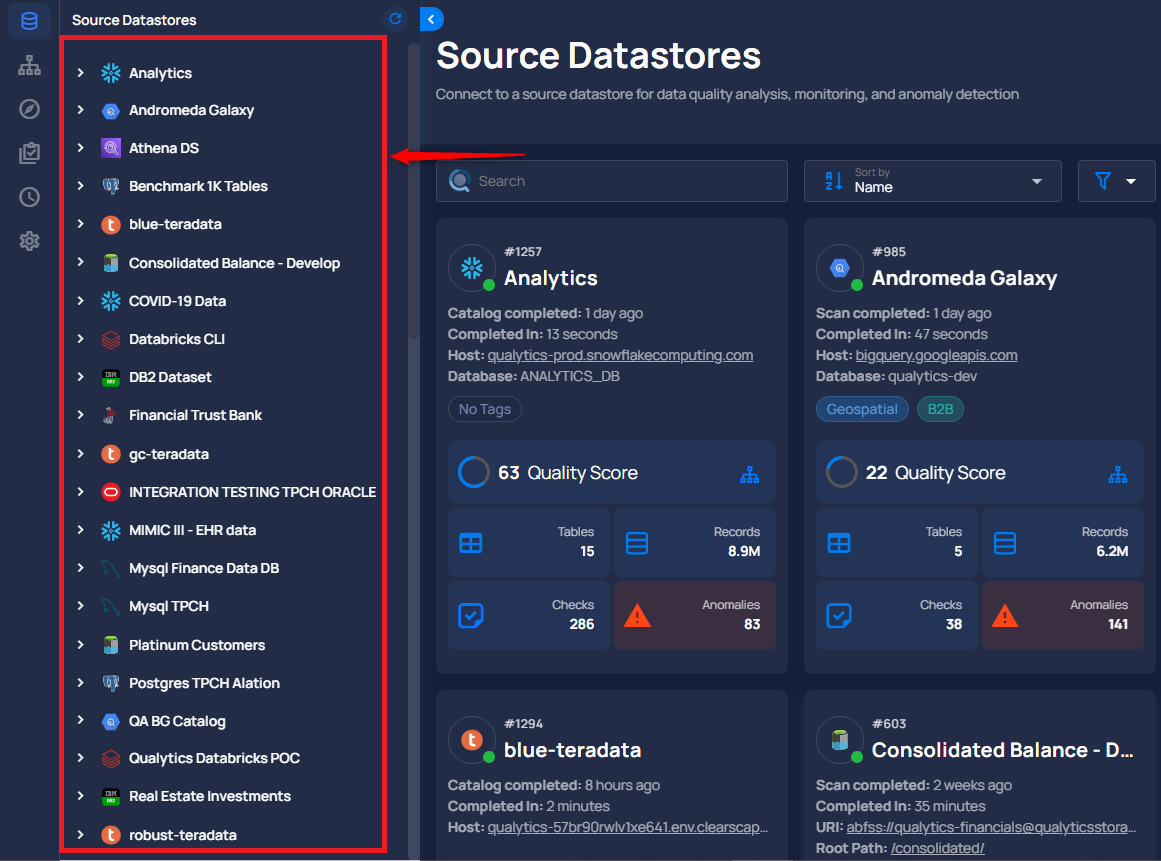 Source Datastores
Analytics
Andromeda Galaxy
Athena DS
Benchmark 1K Tables
blue-teradata
Consolidated Balance - Develop
COVID-19 Data
Databricks CLI
IBM
DB2
DB2 Dataset
Financial Trust Bank
gc-teradata
INTEGRATION TESTING TPCH ORACLE
MIMIC III - EHR data
Mysql Finance Data DB
Mysql TPCH
Platinum Customers
Postgres TPCH Alation
QA BG Catalog
Qualytics Databricks POC
IBM
DB2
Real Estate Investments
robust-teradata
Source Datastores
Connect to a source datastore for data quality analysis, monitoring, and anomaly detection
Search
Sort by
Name
#1257
Analytics
Catalog completed: 1 day ago
Completed In: 13 seconds
Host: qualytics-prod.snowflakecomputing.com
Database: ANALYTICS_DB
No Tags
63 Quality Score
Tables
15
Records
8.9M
Checks
286
Anomalies
83
#985
Andromeda Galaxy
Scan completed: 1 day ago
Completed In: 47 seconds
Host: bigquery.googleapis.com
Database: qualytics-dev
Geospatial B2B
22 Quality Score
Tables
5
Records
6.2M
Checks
38
Anomalies
141
#1294
blue-teradata
Catalog completed: 8 hours ago
Completed In: 2 minutes
Host: qualytics-57br90rwlv1xe641.env.clearscap...
#603
Consolidated Balance - D...
Scan completed: 2 weeks ago
Completed In: 35 minutes
URI: abfss://qualytics-financials@qualyticsstora...
Root Path: /consolidated/